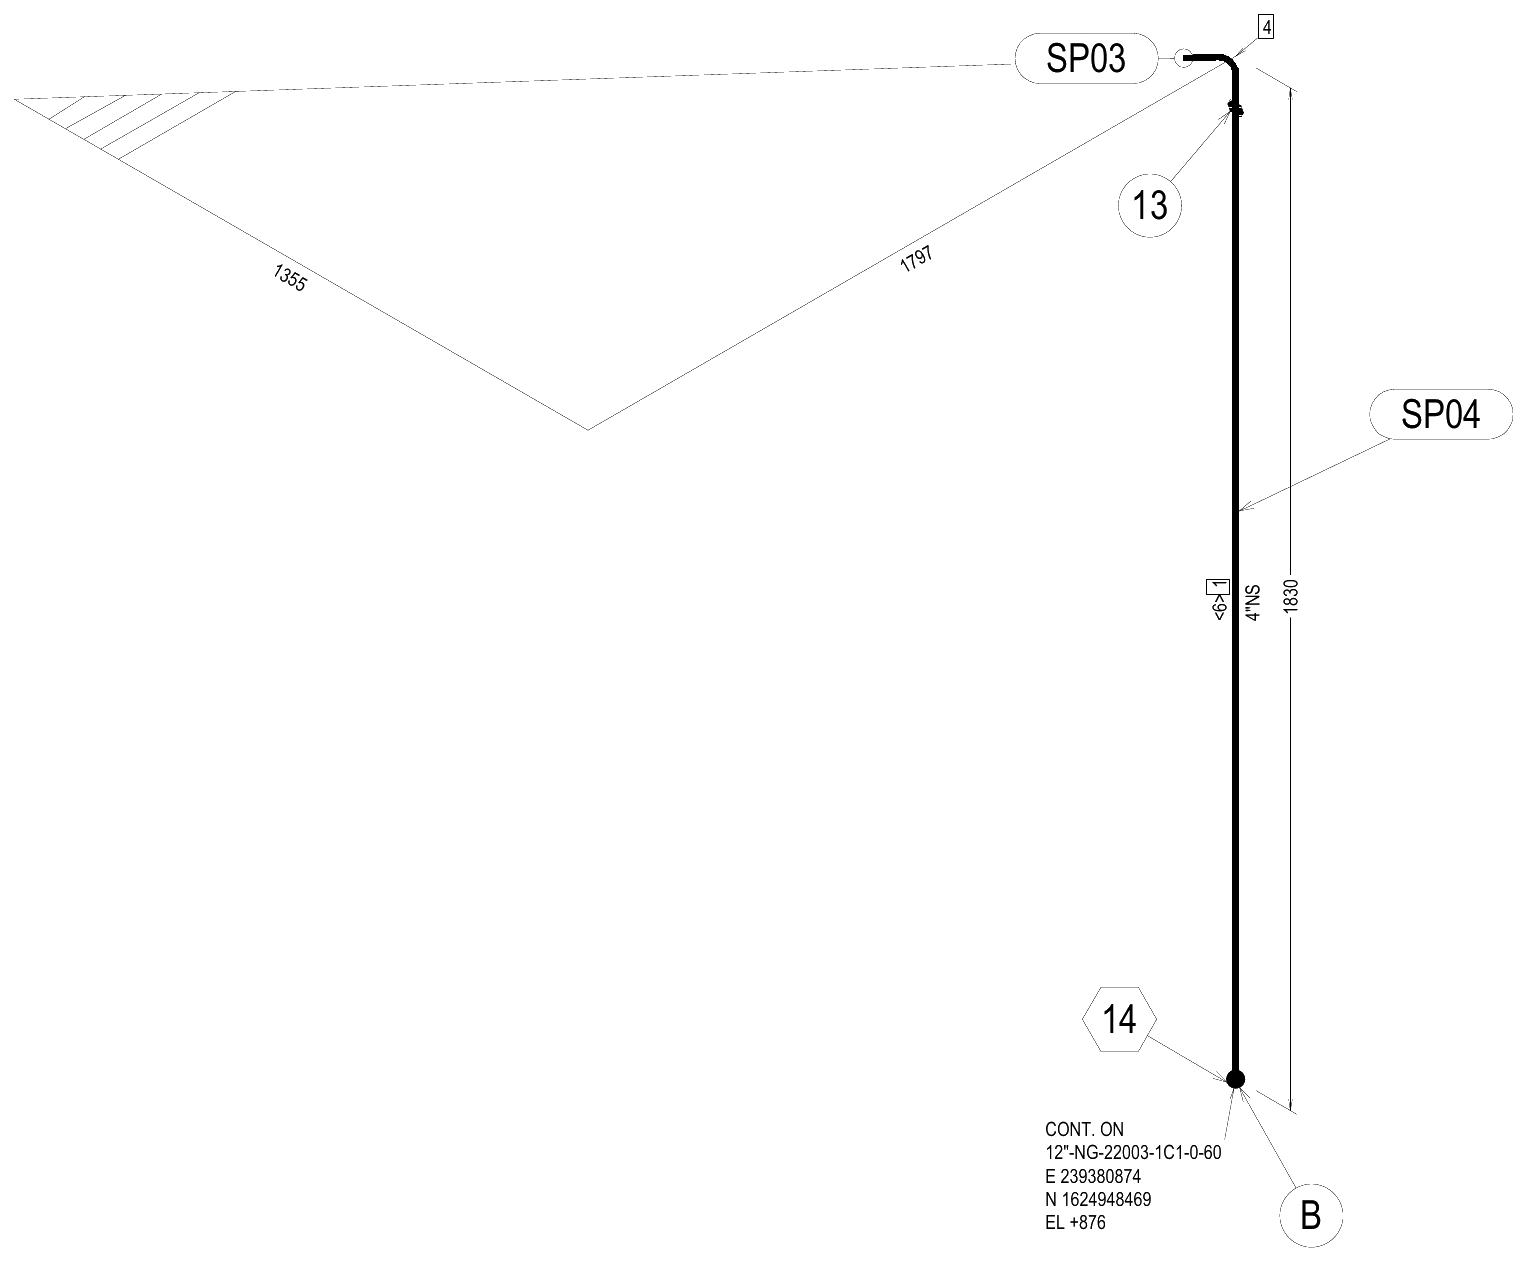 4
SP03
13
1797
1355
SP04
<6> 1
4"NS
1830
14
CONT. ON
12"-NG-22003-1C1-0-60
E 239380874
N 1624948469
EL +876
B